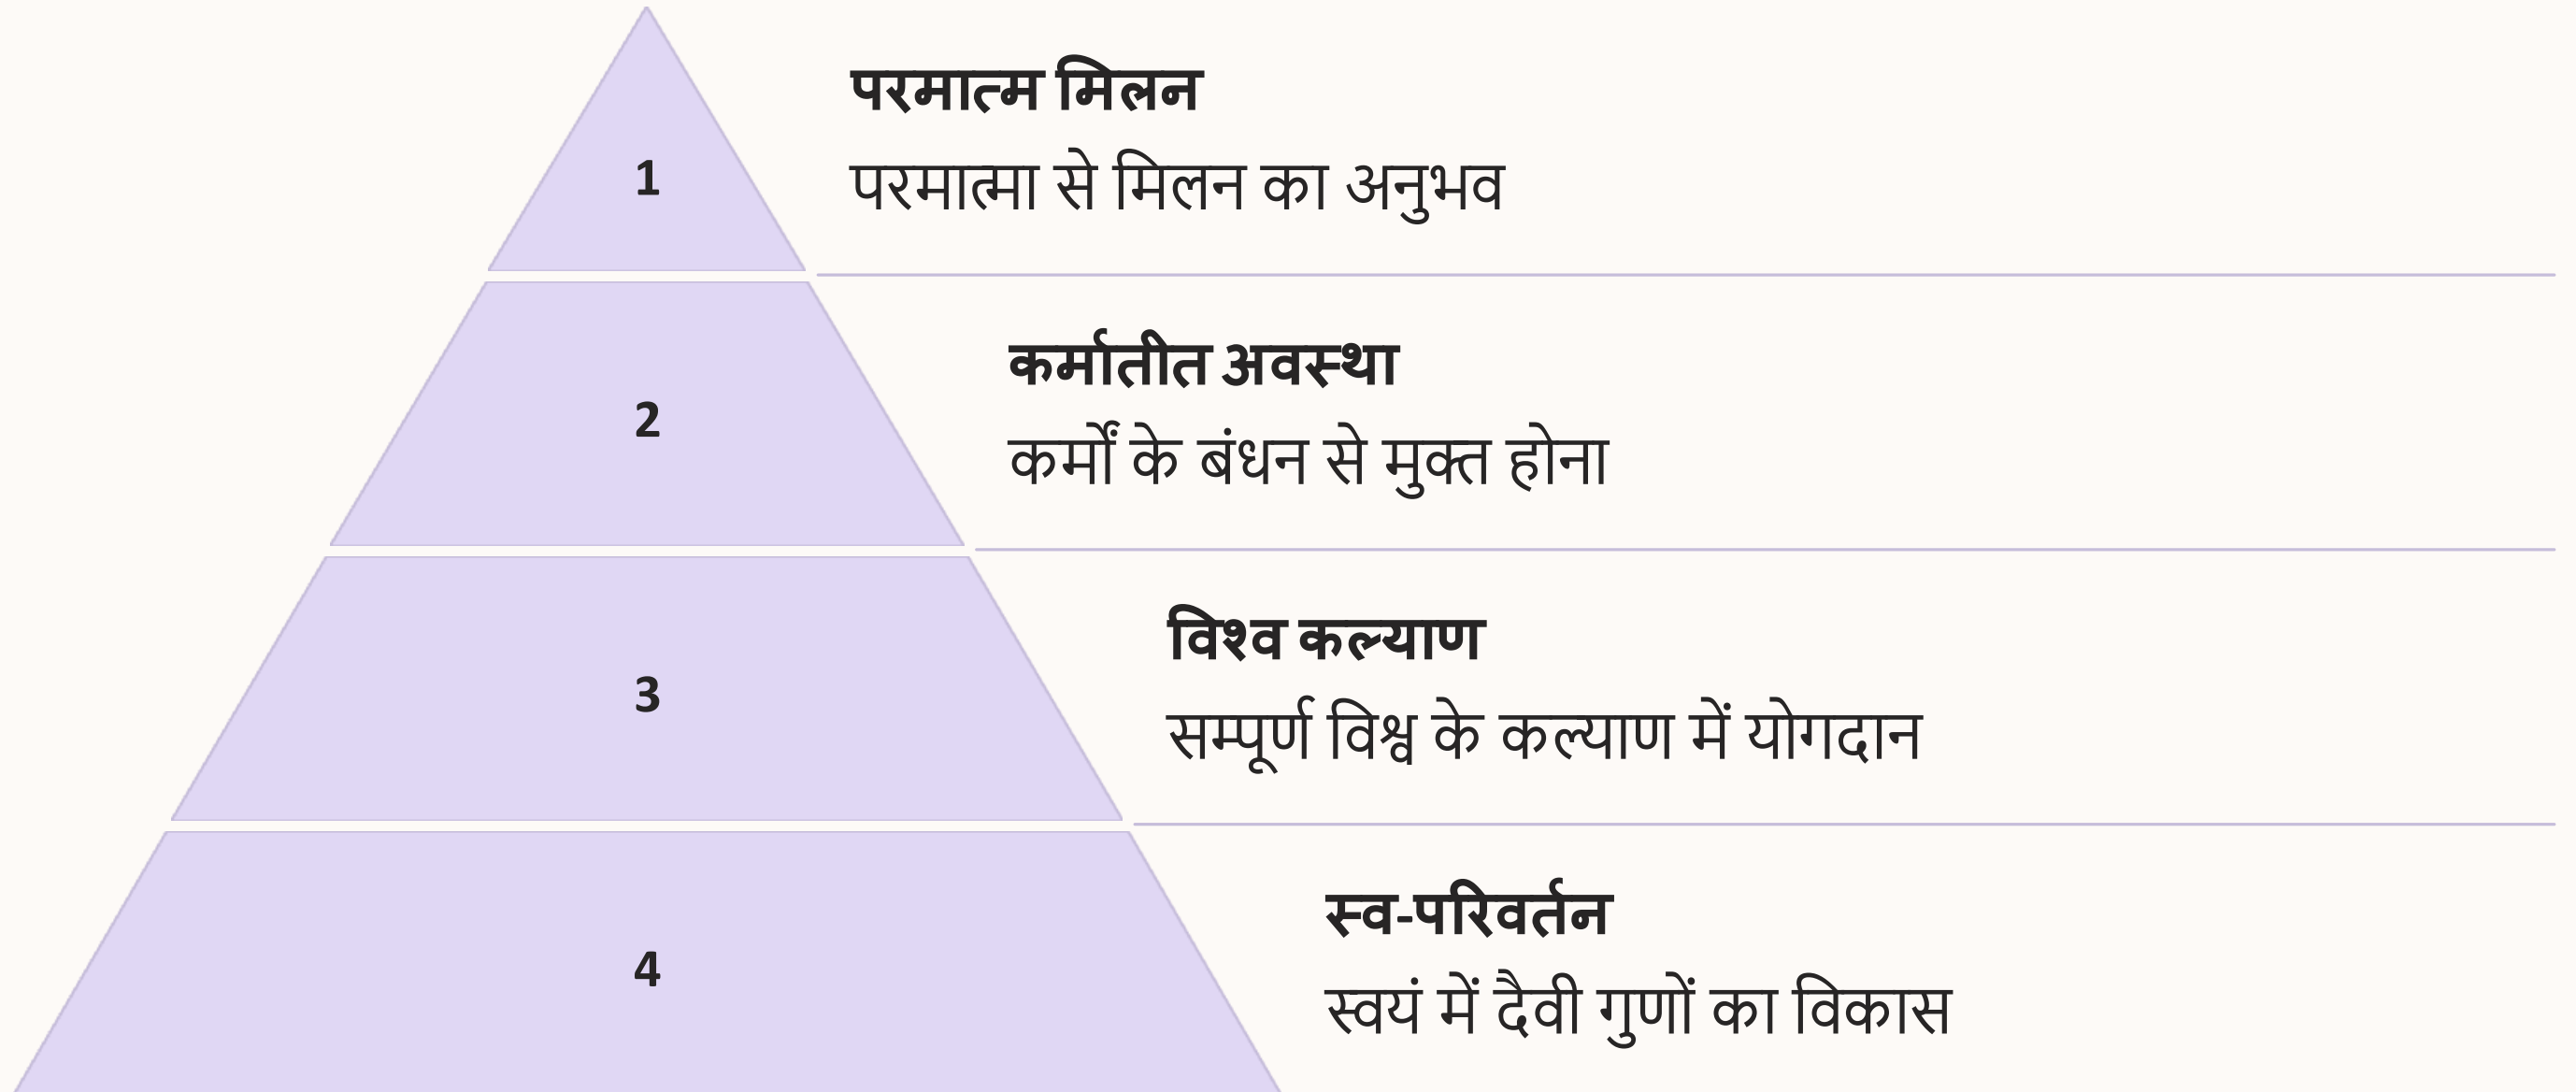 1
परमात्म मिलन
परमात्मा से मिलन का अनुभव
2
कर्मातीत अवस्था
कर्मों के बंधन से मुक्त होना
3
विश्व कल्याण
सम्पूर्ण विश्व के कल्याण में योगदान
4
स्व-परिवर्तन
स्वयं में दैवी गुणों का विकास